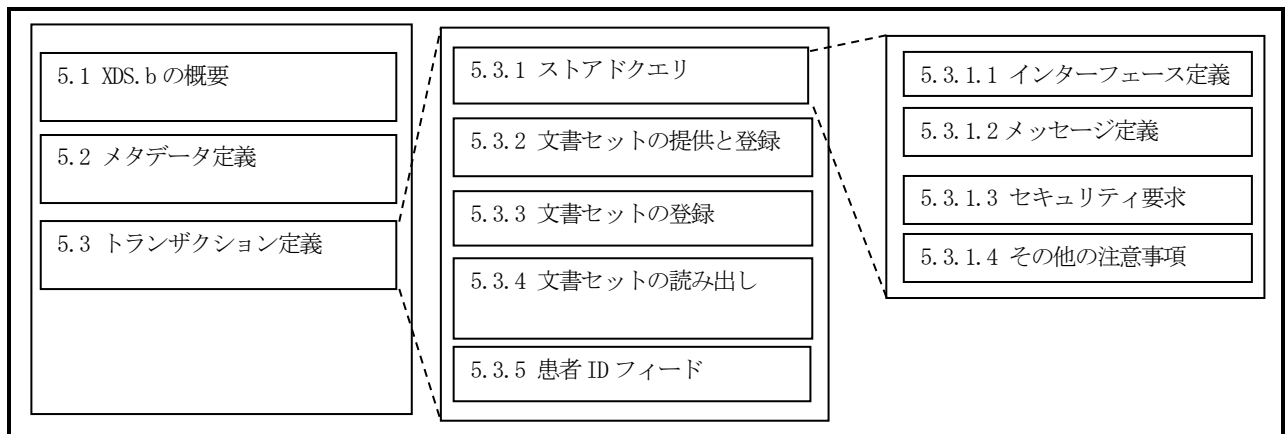 5.1 XDS.b の概要
5.2 メタデータ定義
5.3 トランザクション定義
5.3.1 ストアドクエリ
5.3.2 文書セットの提供と登録
5.3.3 文書セットの登録
5.3.4 文書セットの読み出し
5.3.5 患者 ID フィード
5.3.1.1 インターフェース定義
5.3.1.2 メッセージ定義
5.3.1.3 セキュリティ要求
5.3.1.4 その他の注意事項